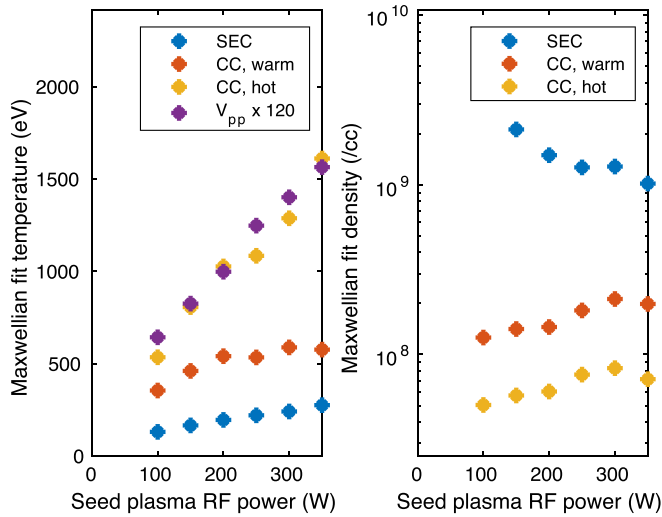 Maxwellian fit temperature (eV)
2000
1500
1000
500
0
0 100 200 300
Seed plasma RF power (W)
SEC
CC, warm
CC, hot
Vpp x 120
Maxwellian fit density (/cc)
10^10
10^9
10^8
0 100 200 300
Seed plasma RF power (W)
SEC
CC, warm
CC, hot